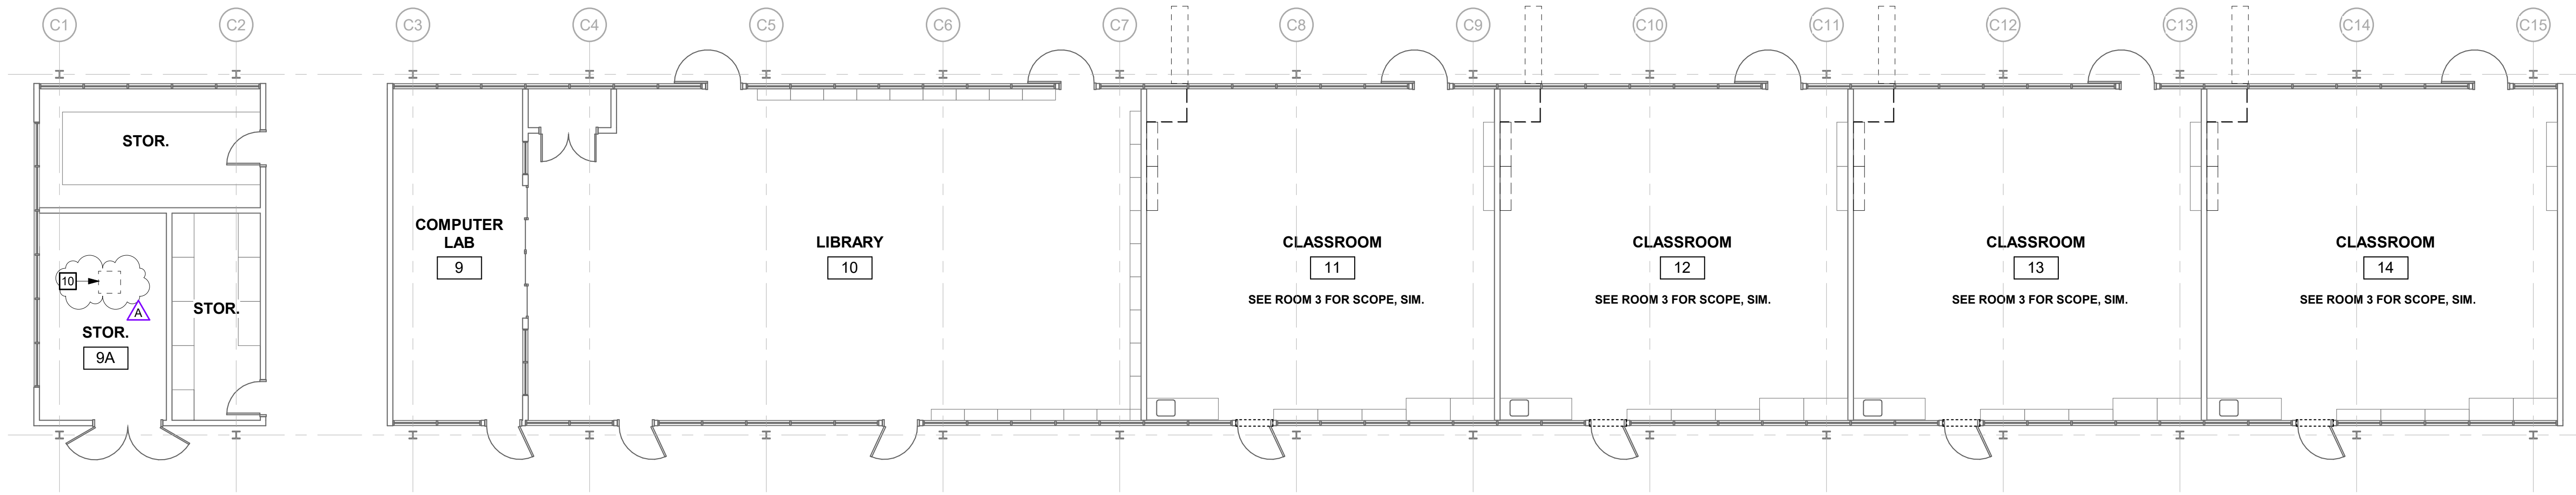 C1
C2
C3
C4
C5
C6
C7
C8
C9
C10
C11
C12
C13
C14
C15
STOR.
COMPUTER
LAB
9
LIBRARY
10
CLASSROOM
11
SEE ROOM 3 FOR SCOPE, SIM.
CLASSROOM
12
SEE ROOM 3 FOR SCOPE, SIM.
CLASSROOM
13
SEE ROOM 3 FOR SCOPE, SIM.
CLASSROOM
14
SEE ROOM 3 FOR SCOPE, SIM.
10
A
STOR.
STOR.
9A